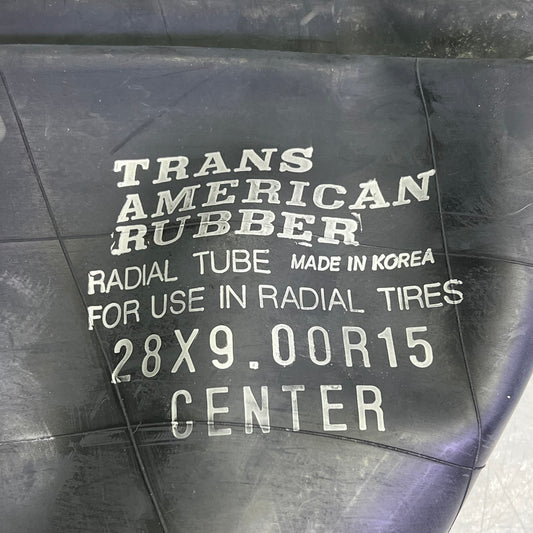 TRANS
AMERICAN
RUBBER
RADIAL TUBE MADE IN KOREA
FOR USE IN RADIAL TIRES
28X9.00R15
CENTER